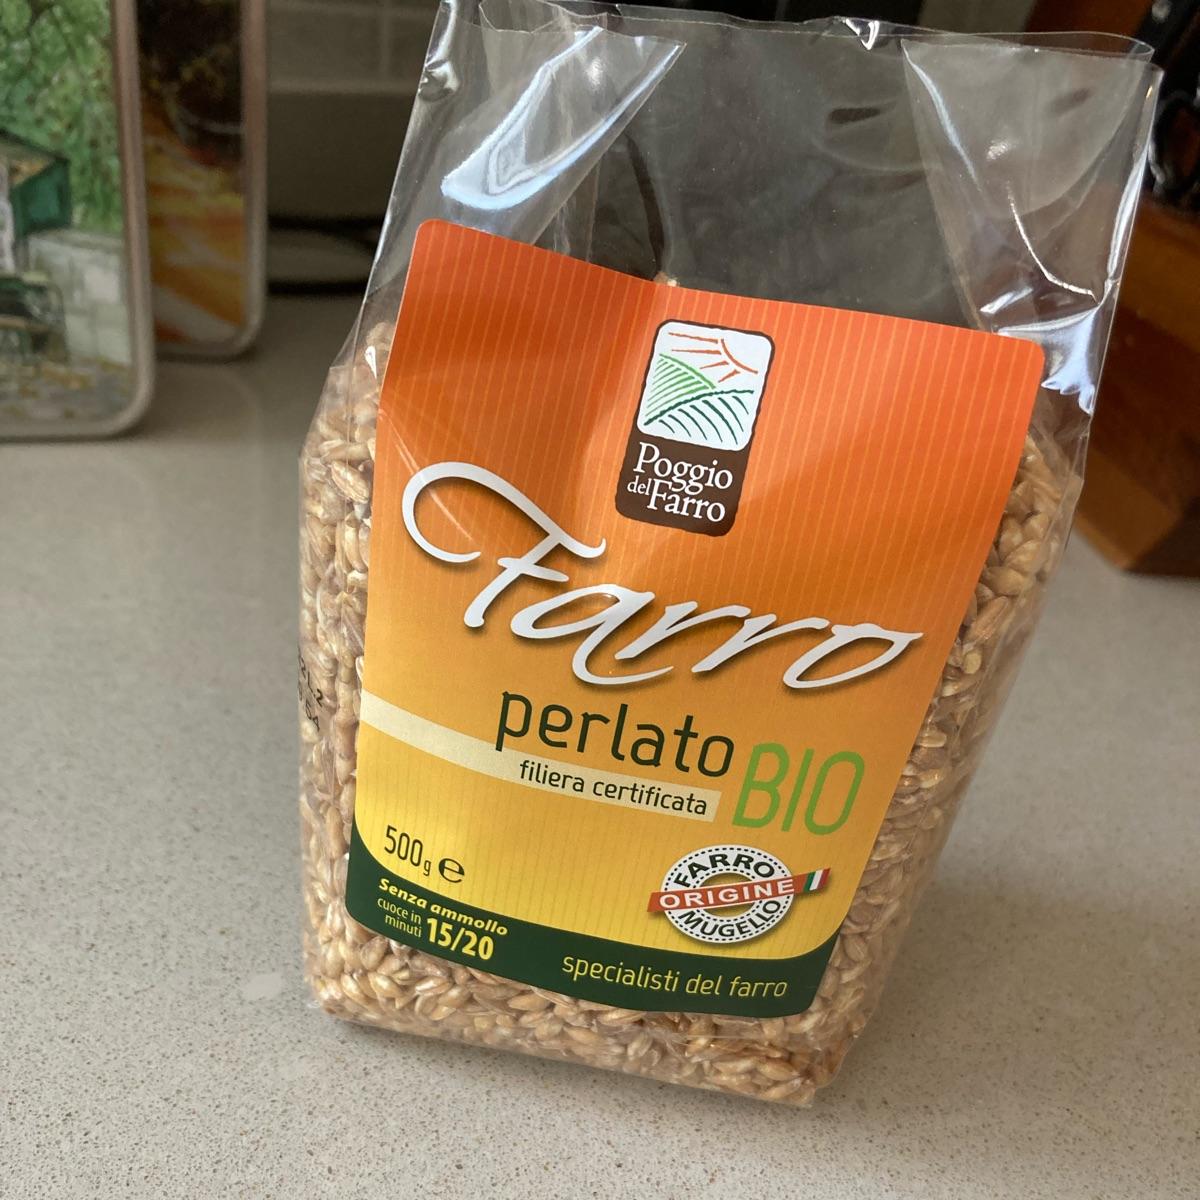 Poggio
del Farro
Farro
perlato BIO
filiera certificata
500g e
Senza ammollo
cuoce in
minuti 15/20
FARRO
ORIGINE
MUGELLO
specialisti del farro